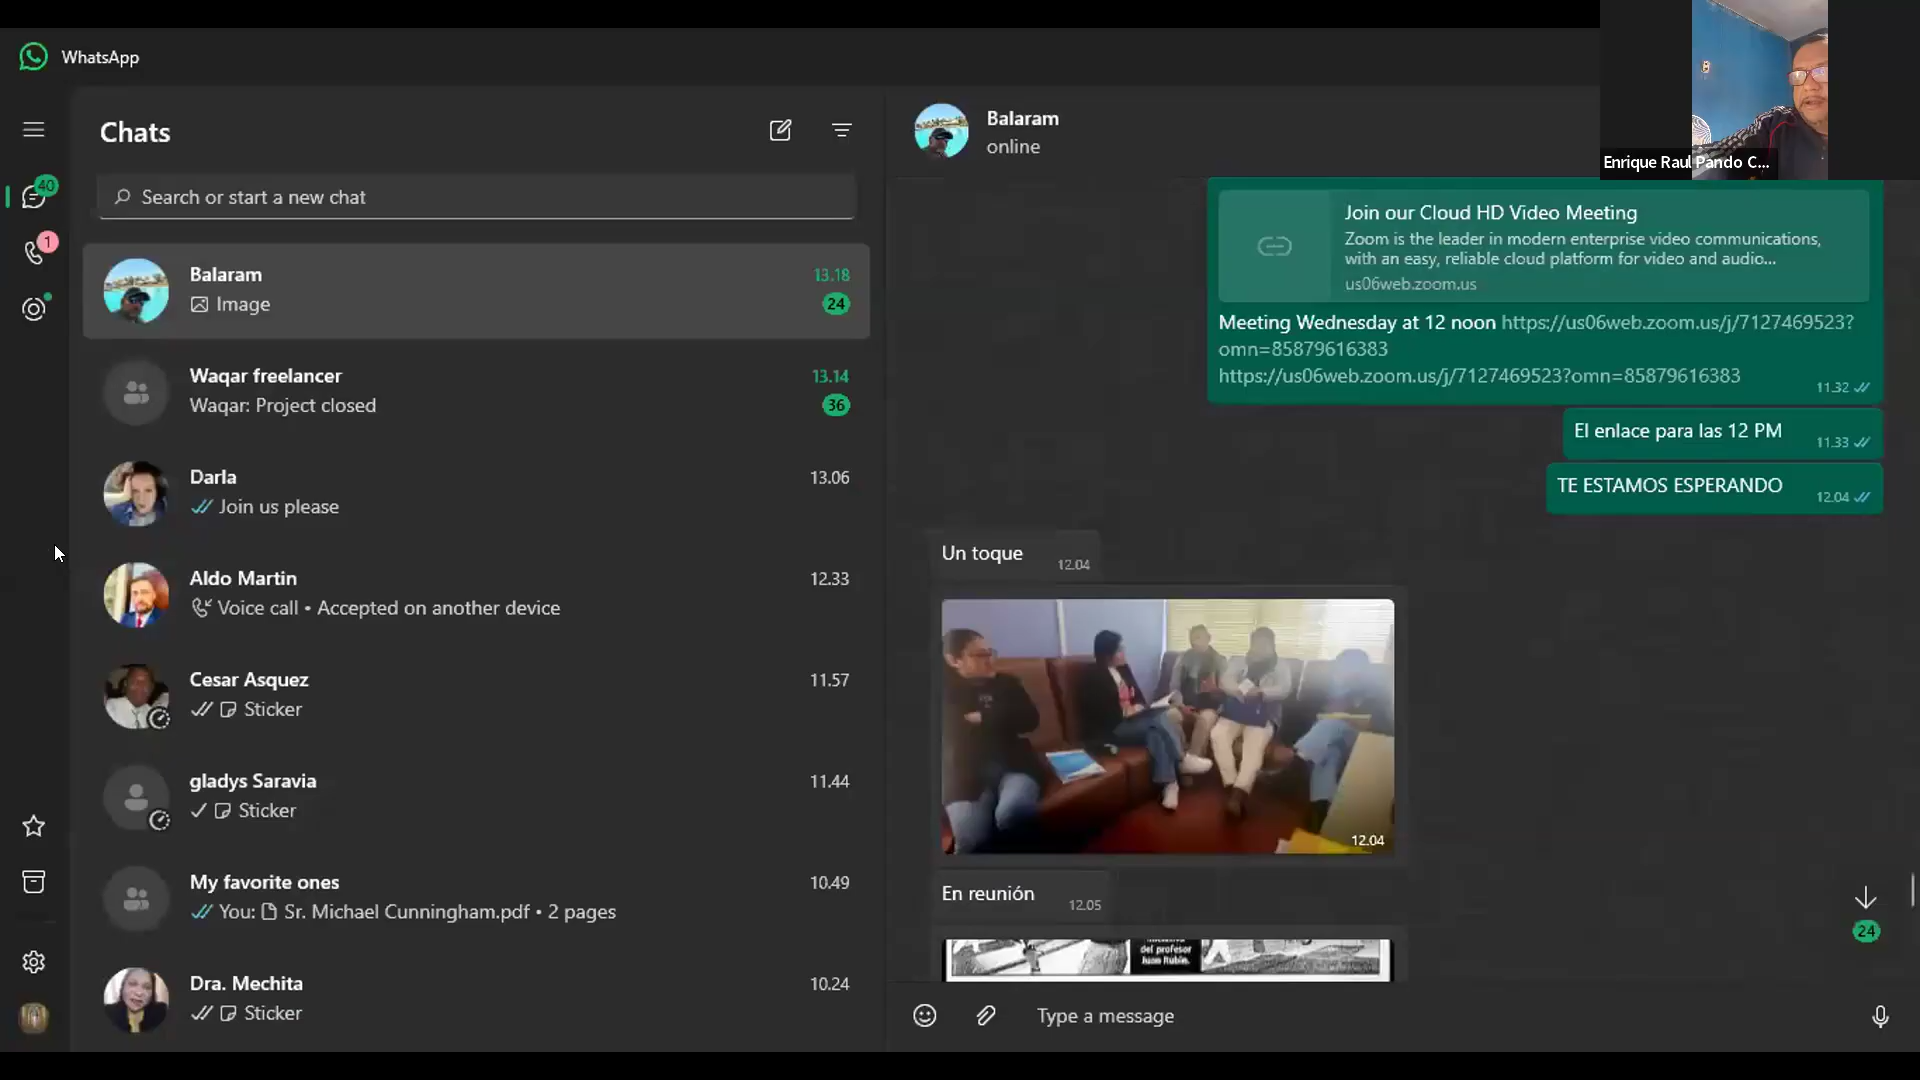 WhatsApp
Enrique Raul Pando C...
Chats
Search or start a new chat
40
1
Balaram
13.18
Image
24
Waqar freelancer
13.14
Waqar: Project closed
36
Darla
13.06
Join us please
Aldo Martin
12.33
Voice call • Accepted on another device
Cesar Asquez
11.57
Sticker
gladys Saravia
11.44
Sticker
My favorite ones
10.49
You: Sr. Michael Cunningham.pdf • 2 pages
Dra. Mechita
10.24
Sticker
Balaram
online
Join our Cloud HD Video Meeting
Zoom is the leader in modern enterprise video communications,
with an easy, reliable cloud platform for video and audio...
us06web.zoom.us
Meeting Wednesday at 12 noon https://us06web.zoom.us/j/7127469523?
omn=85879616383
https://us06web.zoom.us/j/7127469523?omn=85879616383
11.32
El enlace para las 12 PM
11.33
TE ESTAMOS ESPERANDO
12.04
Un toque
12.04
12.04
En reunión
12.05
del profesor
Juan Rubin.
24
Type a message